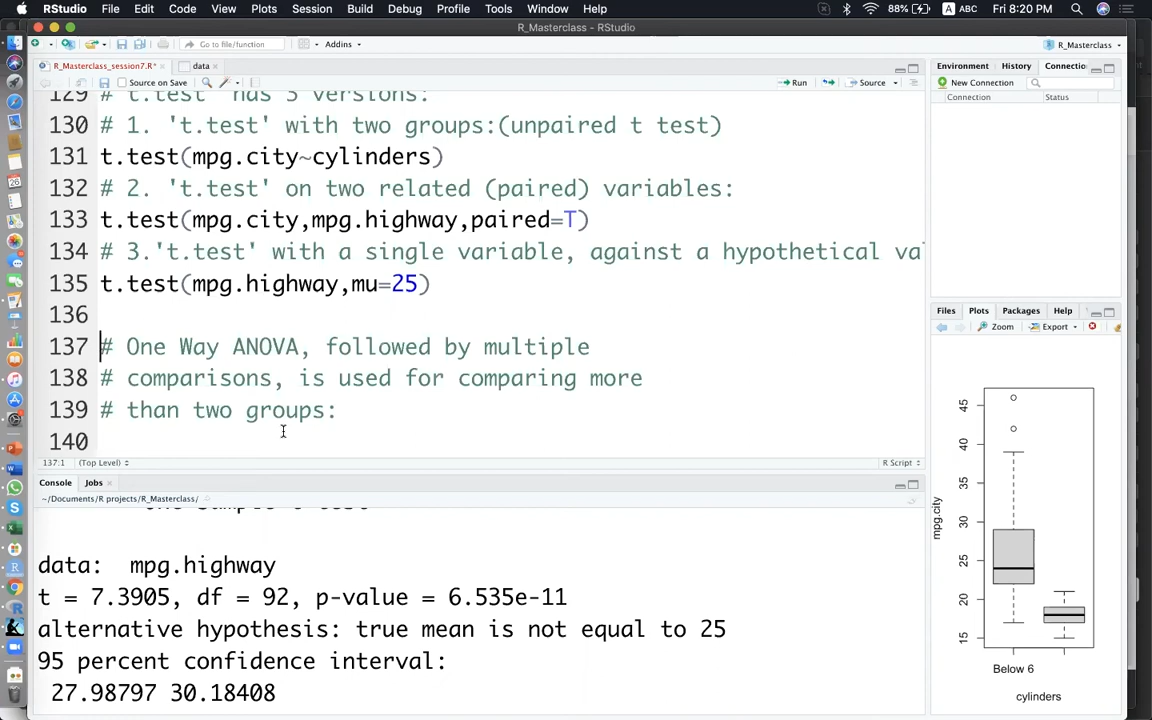 RStudio File Edit Code View Plots Session Build Debug Profile Tools Window Help 88% ABC Fri 8:20 PM
R_Masterclass - RStudio
Go to file/function Addins R_Masterclass
R_Masterclass_session7.R* data
Source on Save Run Source
130 # 1. 't.test' with two groups:(unpaired t test)
131 t.test(mpg.city~cylinders)
132 # 2. 't.test' on two related (paired) variables:
133 t.test(mpg.city,mpg.highway,paired=T)
134 # 3.'t.test' with a single variable, against a hypothetical va
135 t.test(mpg.highway,mu=25)
136
137 # One Way ANOVA, followed by multiple
138 # comparisons, is used for comparing more
139 # than two groups:
140
137:1 (Top Level) R Script
Console Jobs
~/Documents/R projects/R_Masterclass/
data: mpg.highway
t = 7.3905, df = 92, p-value = 6.535e-11
alternative hypothesis: true mean is not equal to 25
95 percent confidence interval:
27.98797 30.18408
Environment History Connectio
New Connection
Connection Status
Files Plots Packages Help
Zoom Export
mpg.city
45
40
35
30
25
20
15
Below 6
cylinders